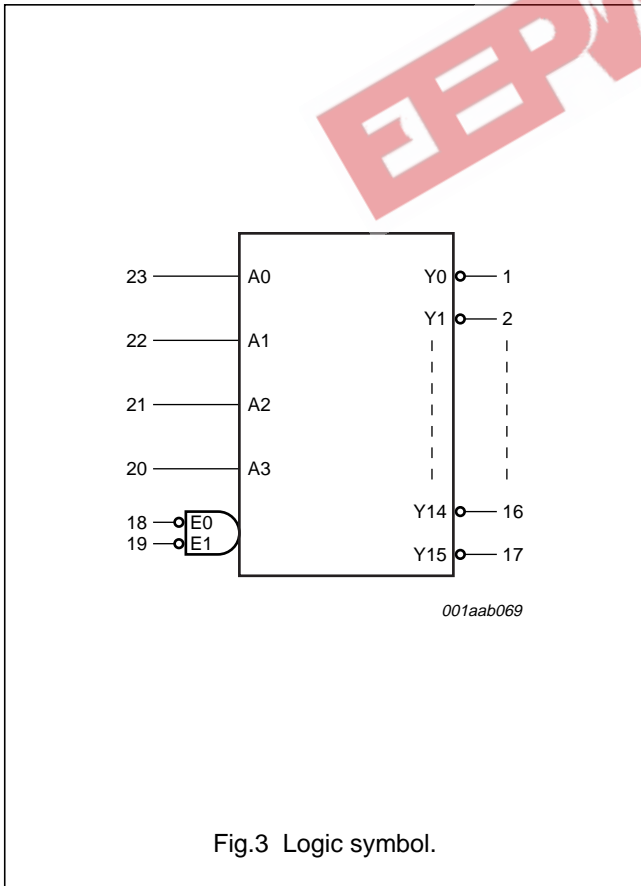 EEPW
23 A0 Y0 1
Y1 2
22 A1
21 A2
20 A3
Y14 16
18 E0
19 E1
Y15 17
001aab069
Fig.3 Logic symbol.